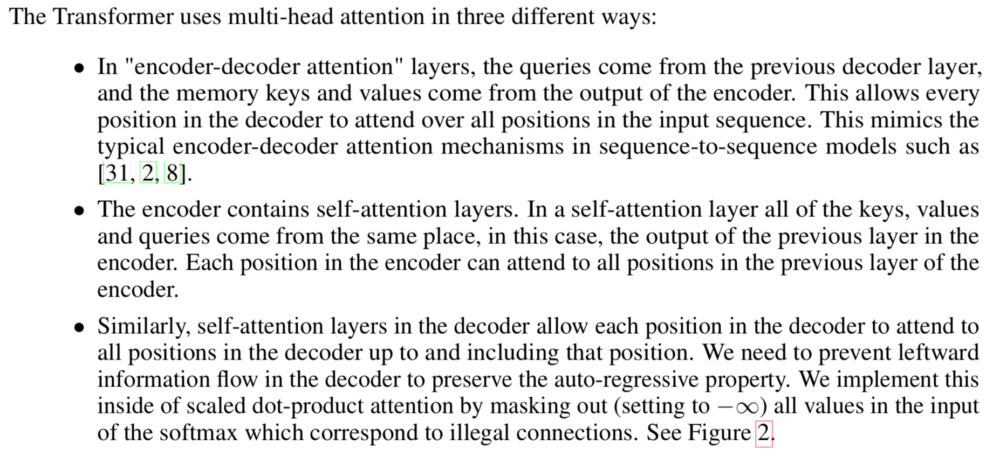 The Transformer uses multi-head attention in three different ways:
• In "encoder-decoder attention" layers, the queries come from the previous decoder layer,
and the memory keys and values come from the output of the encoder. This allows every
position in the decoder to attend over all positions in the input sequence. This mimics the
typical encoder-decoder attention mechanisms in sequence-to-sequence models such as
[31, 2, 8].
• The encoder contains self-attention layers. In a self-attention layer all of the keys, values
and queries come from the same place, in this case, the output of the previous layer in the
encoder. Each position in the encoder can attend to all positions in the previous layer of the
encoder.
• Similarly, self-attention layers in the decoder allow each position in the decoder to attend to
all positions in the decoder up to and including that position. We need to prevent leftward
information flow in the decoder to preserve the auto-regressive property. We implement this
inside of scaled dot-product attention by masking out (setting to −∞) all values in the input
of the softmax which correspond to illegal connections. See Figure 2.